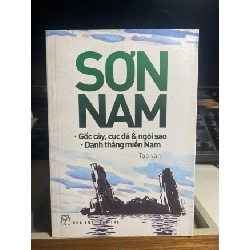 SƠN
NAM
• Gốc cây, cục đá & ngôi sao
• Danh thắng miền Nam
Tạp văn